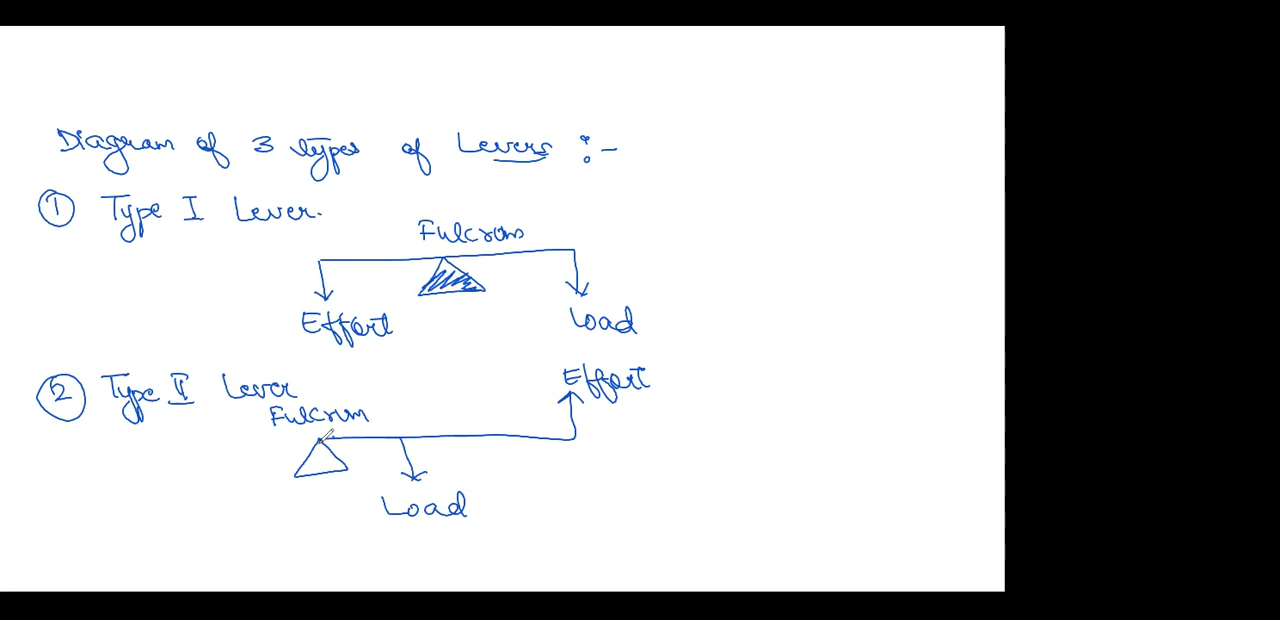 Diagram of 3 types of Levers :-
① Type I Lever.
Fulcrum
Effort
Load
② Type II Lever
Effort
Fulcrum
Load